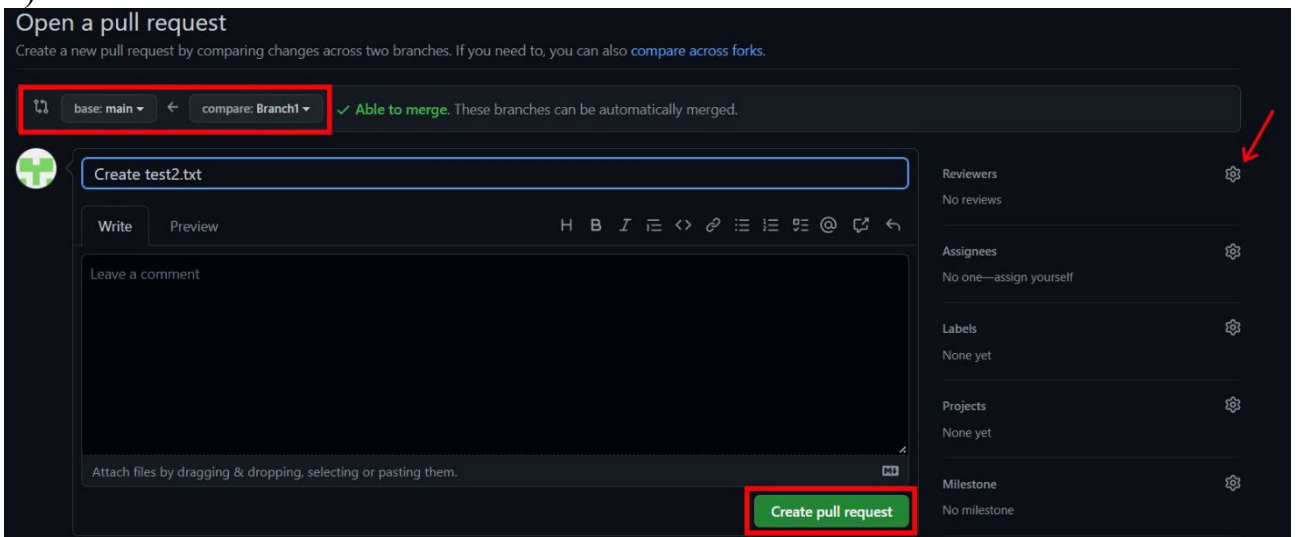 )
Open a pull request
Create a new pull request by comparing changes across two branches. If you need to, you can also compare across forks.
base: main ← compare: Branch1 ✓ Able to merge. These branches can be automatically merged.
Create test2.txt
Write Preview H B I <> @
Leave a comment
Attach files by dragging & dropping, selecting or pasting them.
Create pull request
Reviewers
No reviews
Assignees
No one—assign yourself
Labels
None yet
Projects
None yet
Milestone
No milestone